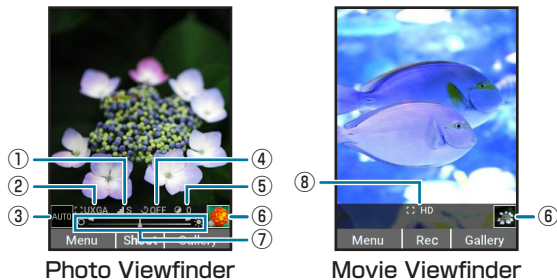 ① ④
② UXGA S OFF 0 ⑤
③ AUTO ⑥
⑦
Menu Shoot Gallery
Photo Viewfinder
⑧
HD
⑥
Menu Rec Gallery
Movie Viewfinder